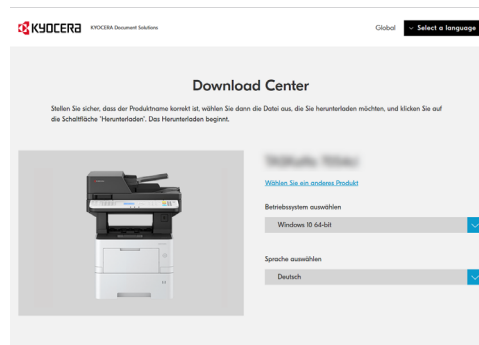 KYOCERA KYOCERA Document Solutions
Global Select a language
Download Center
Stellen Sie sicher, dass der Produktname korrekt ist, wählen Sie dann die Datei aus, die Sie herunterladen möchten, und klicken Sie auf
die Schaltfläche 'Herunterladen'. Das Herunterladen beginnt.
Wählen Sie ein anderes Produkt
Betriebssystem auswählen
Windows 10 64-bit
Sprache auswählen
Deutsch